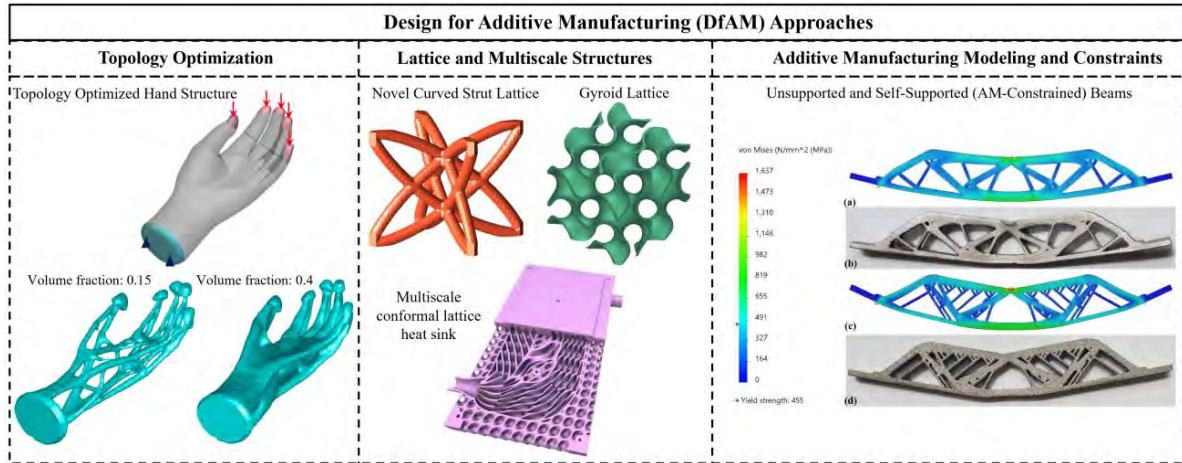 Design for Additive Manufacturing (DfAM) Approaches
Topology Optimization
Topology Optimized Hand Structure
Volume fraction: 0.15
Volume fraction: 0.4
Lattice and Multiscale Structures
Novel Curved Strut Lattice
Gyroid Lattice
Multiscale
conformal lattice
heat sink
Additive Manufacturing Modeling and Constraints
Unsupported and Self-Supported (AM-Constrained) Beams
von Mises (N/mm^2 (MPa))
1,637
1,473
1,310
1,146
982
819
655
491
327
164
0
Yield strength: 455
(a)
(b)
(c)
(d)